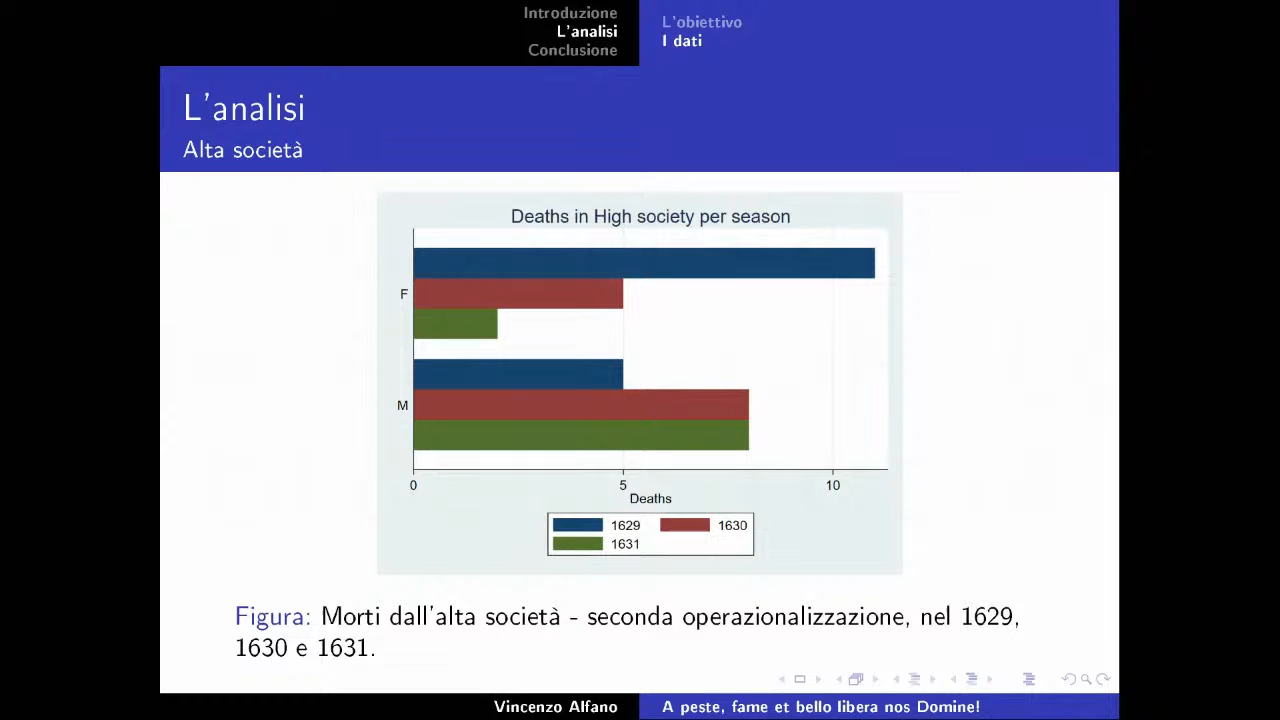 Introduzione
L'analisi
Conclusione
L'obiettivo
I dati
L'analisi
Alta società
Deaths in High society per season
F
M
0 5 10
Deaths
1629 1630
1631
Figura: Morti dall'alta società - seconda operazionalizzazione, nel 1629,
1630 e 1631.
Vincenzo Alfano
A peste, fame et bello libera nos Domine!